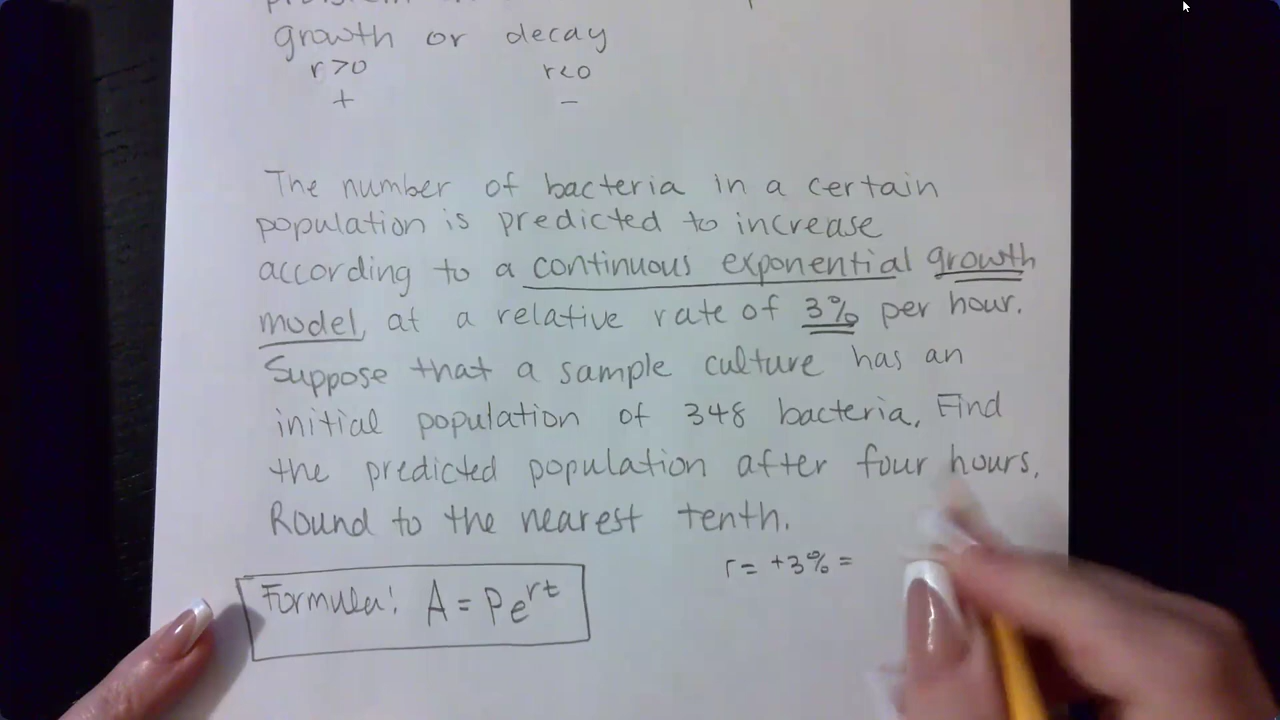 growth or decay
r>0 r<0
+ −
The number of bacteria in a certain
population is predicted to increase
according to a continuous exponential growth
model, at a relative rate of 3% per hour.
Suppose that a sample culture has an
initial population of 348 bacteria. Find
the predicted population after four hours.
Round to the nearest tenth.
r = +3% =
Formula: A = Pe^{rt}